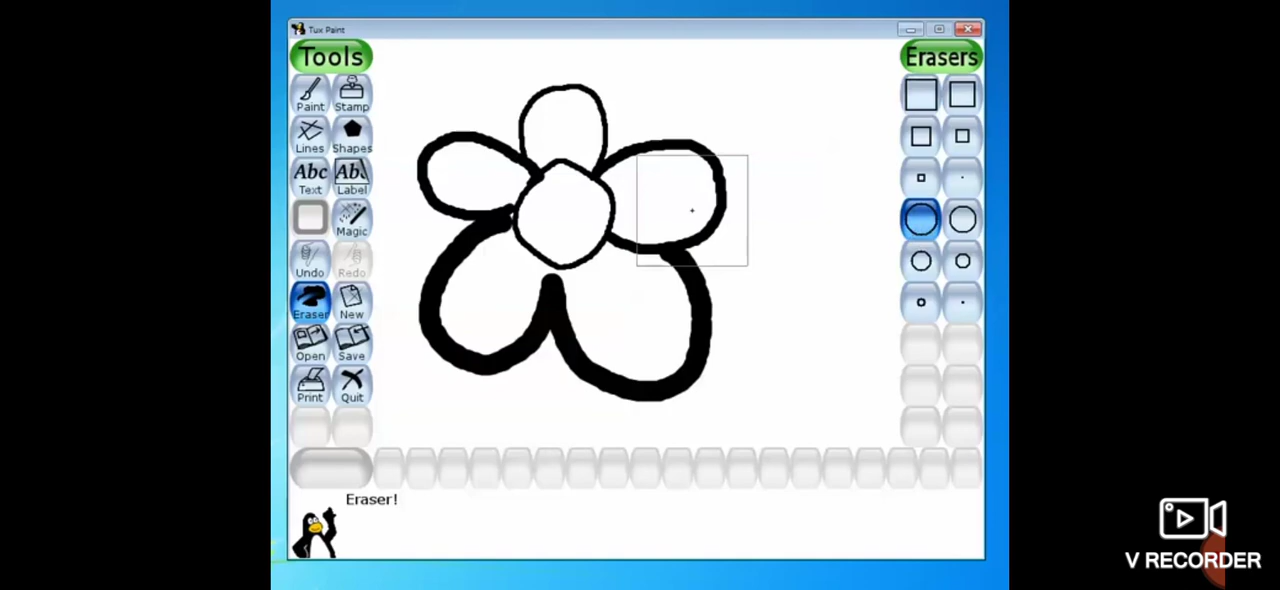 Tux Paint
Tools
Erasers
Paint Stamp
Lines Shapes
Abc Abc
Text Label
Magic
Undo Redo
Eraser New
Open Save
Print Quit
Eraser!
V RECORDER